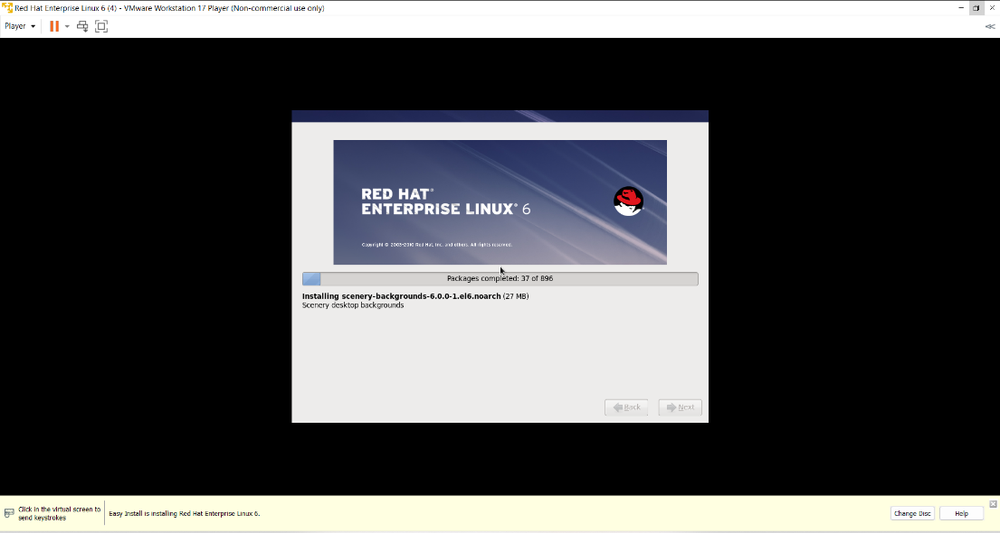 Red Hat Enterprise Linux 6 (4) - VMware Workstation 17 Player (Non-commercial use only)
Player
RED HAT®
ENTERPRISE LINUX® 6
Copyright © 2003-2010 Red Hat, Inc. and others. All rights reserved.
Packages completed: 37 of 896
Installing scenery-backgrounds-6.0.0-1.el6.noarch (27 MB)
Scenery desktop backgrounds
Back
Next
Click in the virtual screen to
send keystrokes
Easy Install is installing Red Hat Enterprise Linux 6.
Change Disc
Help